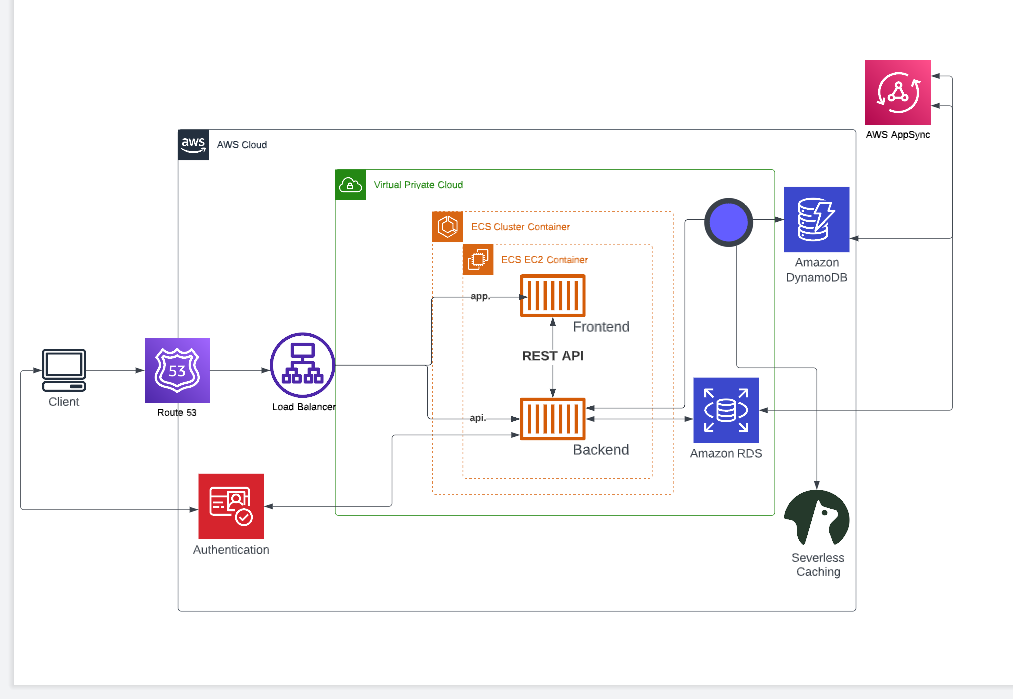 aws
AWS Cloud
AWS AppSync
Virtual Private Cloud
ECS Cluster Container
ECS EC2 Container
Amazon
DynamoDB
app.
Frontend
REST API
Client
53
Route 53
Load Balancer
api.
Backend
Amazon RDS
Authentication
Severless
Caching